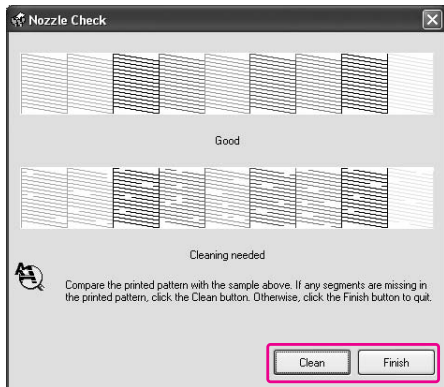 Nozzle Check
Good
Cleaning needed
Compare the printed pattern with the sample above. If any segments are missing in
the printed pattern, click the Clean button. Otherwise, click the Finish button to quit.
Clean
Finish